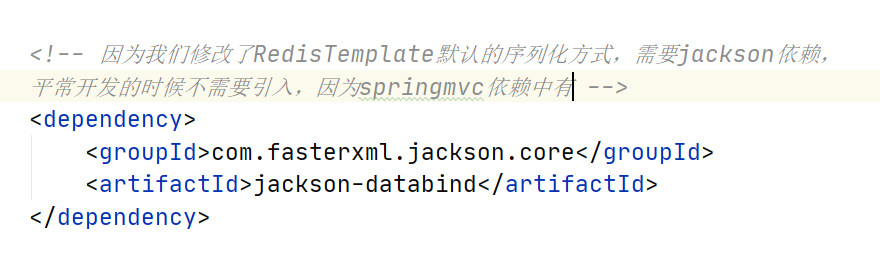 <!-- 因为我们修改了RedisTemplate默认的序列化方式，需要jackson依赖，
平常开发的时候不需要引入，因为springmvc依赖中有 -->
<dependency>
    <groupId>com.fasterxml.jackson.core</groupId>
    <artifactId>jackson-databind</artifactId>
</dependency>